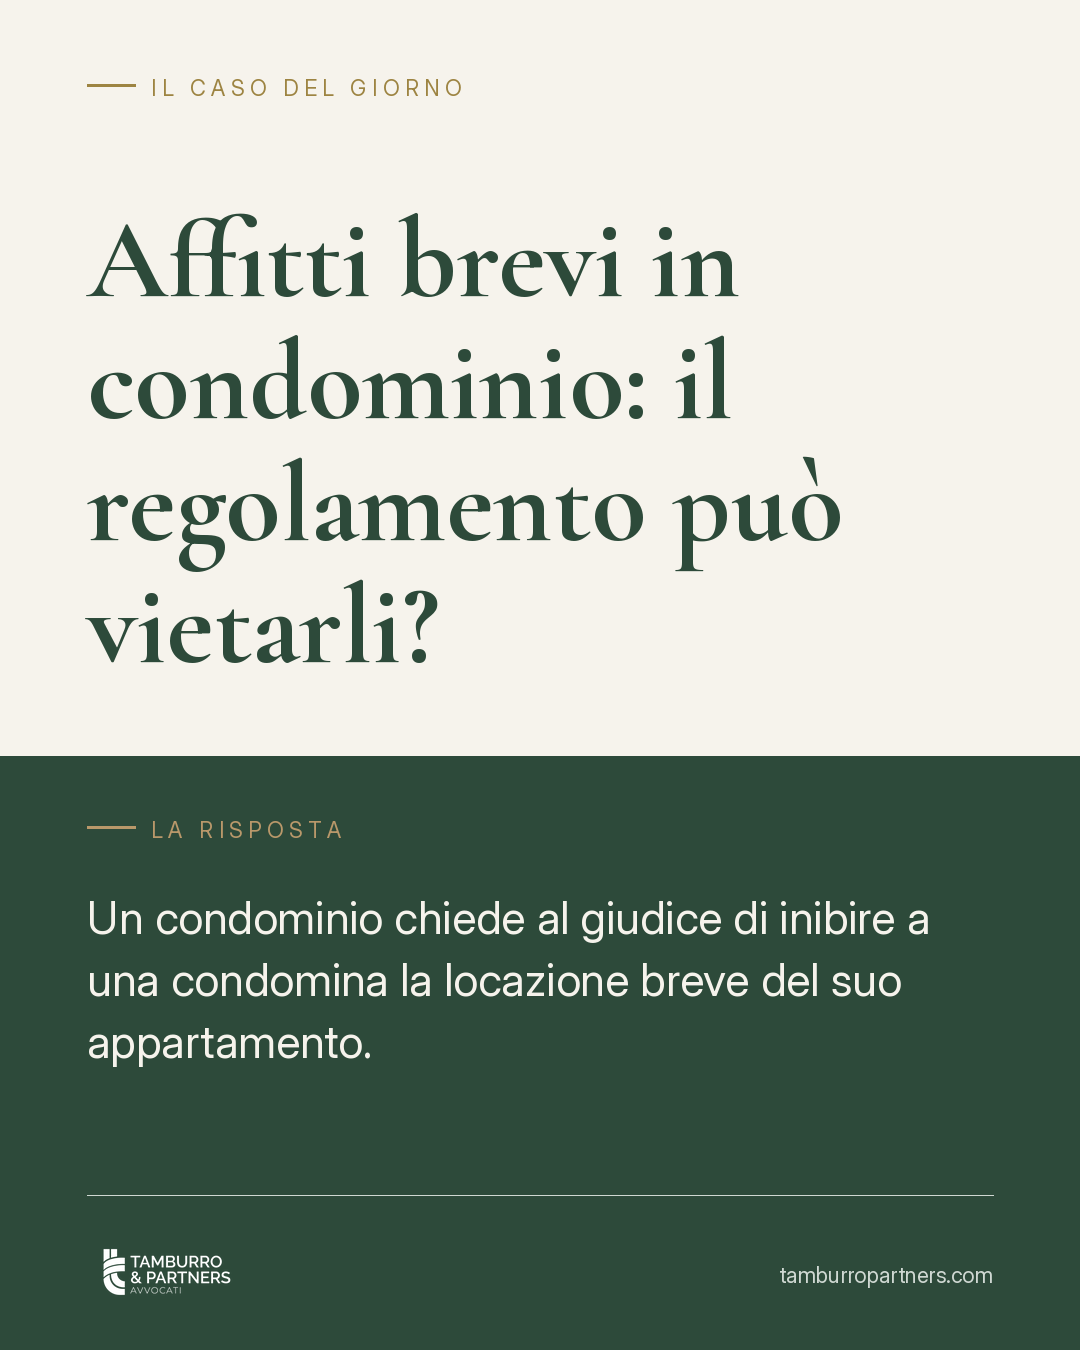 IL CASO DEL GIORNO
Affitti brevi in
condominio: il
regolamento può
vietarli?
LA RISPOSTA
Un condominio chiede al giudice di inibire a
una condomina la locazione breve del suo
appartamento.
TAMBURRO
& PARTNERS
AVVOCATI
tamburropartners.com